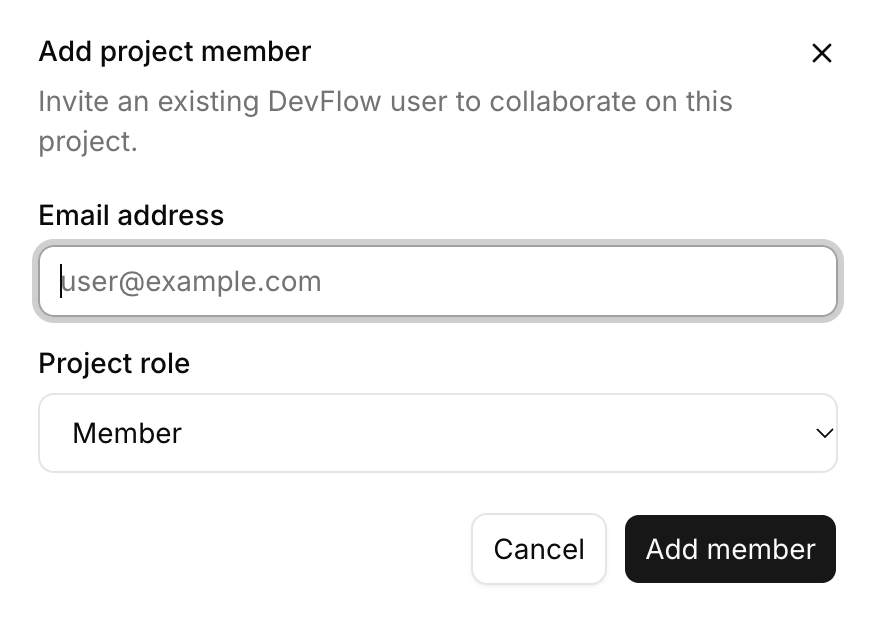 Add project member
Invite an existing DevFlow user to collaborate on this
project.
Email address
user@example.com
Project role
Member
Cancel
Add member